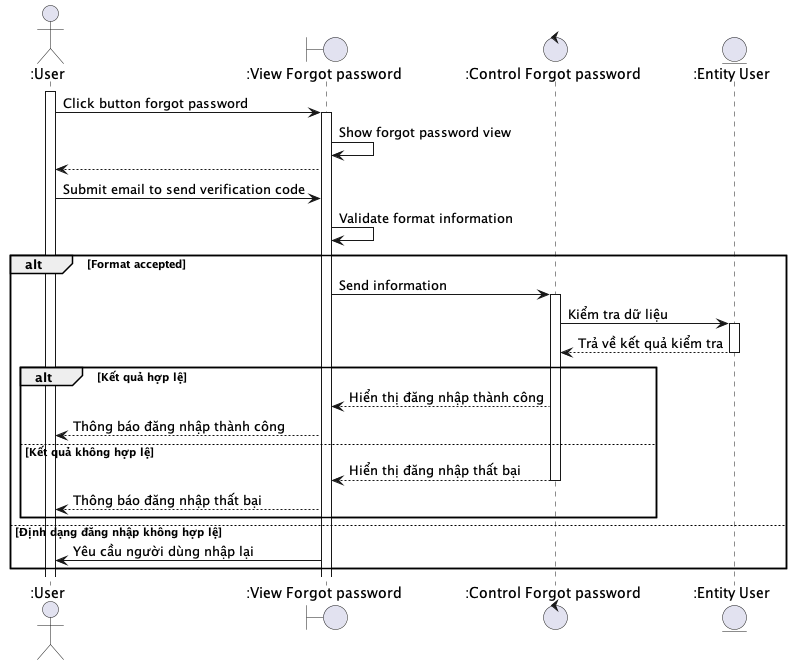 :User
:View Forgot password
:Control Forgot password
:Entity User
Click button forgot password
Show forgot password view
Submit email to send verification code
Validate format information
alt
[Format accepted]
Send information
Kiểm tra dữ liệu
Trả về kết quả kiểm tra
alt
[Kết quả hợp lệ]
Hiển thị đăng nhập thành công
Thông báo đăng nhập thành công
[Kết quả không hợp lệ]
Hiển thị đăng nhập thất bại
Thông báo đăng nhập thất bại
[Định dạng đăng nhập không hợp lệ]
Yêu cầu người dùng nhập lại
:User
:View Forgot password
:Control Forgot password
:Entity User